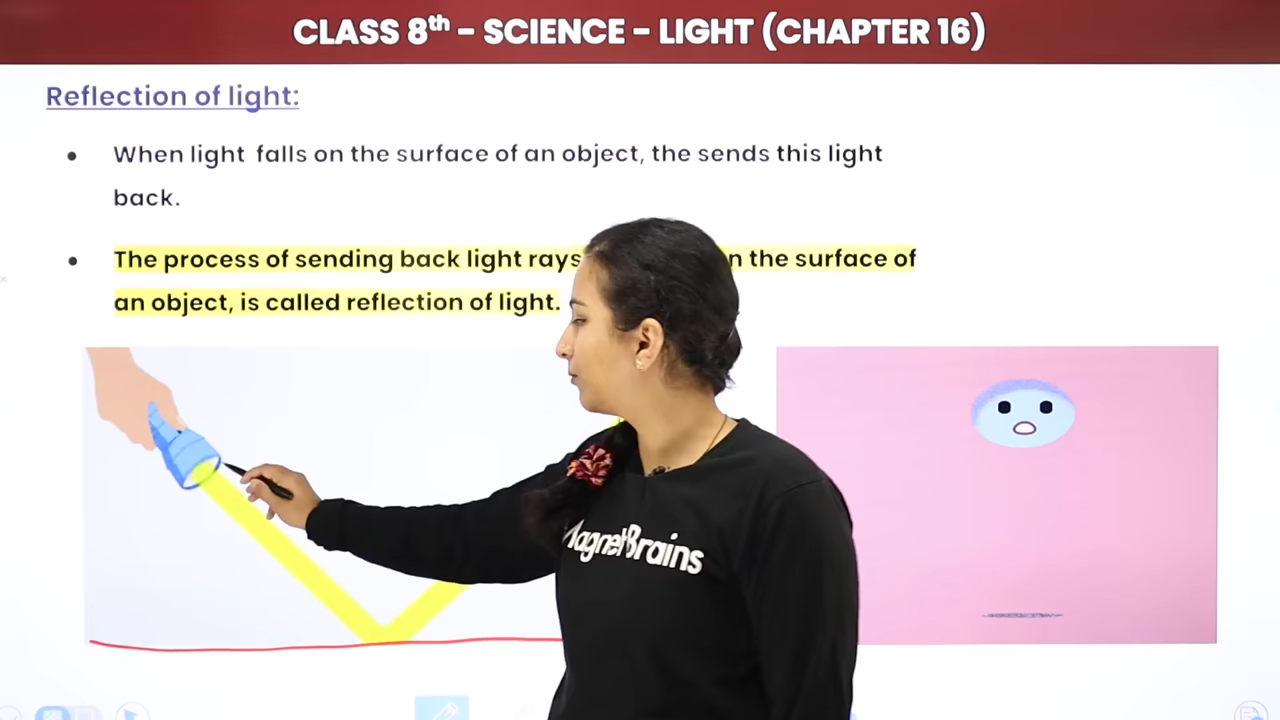 CLASS 8th – SCIENCE – LIGHT (CHAPTER 16)
Reflection of light:
• When light falls on the surface of an object, the sends this light
back.
• The process of sending back light rays n the surface of
an object, is called reflection of light.
MagnetBrains